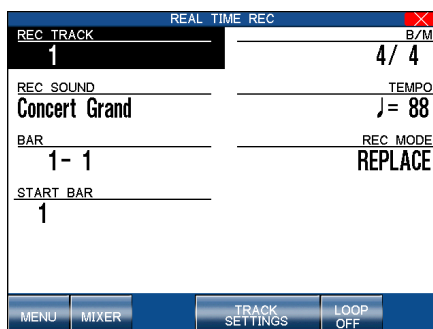 REAL TIME REC
REC TRACK
1
B/M
4/ 4
REC SOUND
Concert Grand
TEMPO
♩= 88
BAR
1- 1
REC MODE
REPLACE
START BAR
1
MENU
MIXER
TRACK
SETTINGS
LOOP
OFF